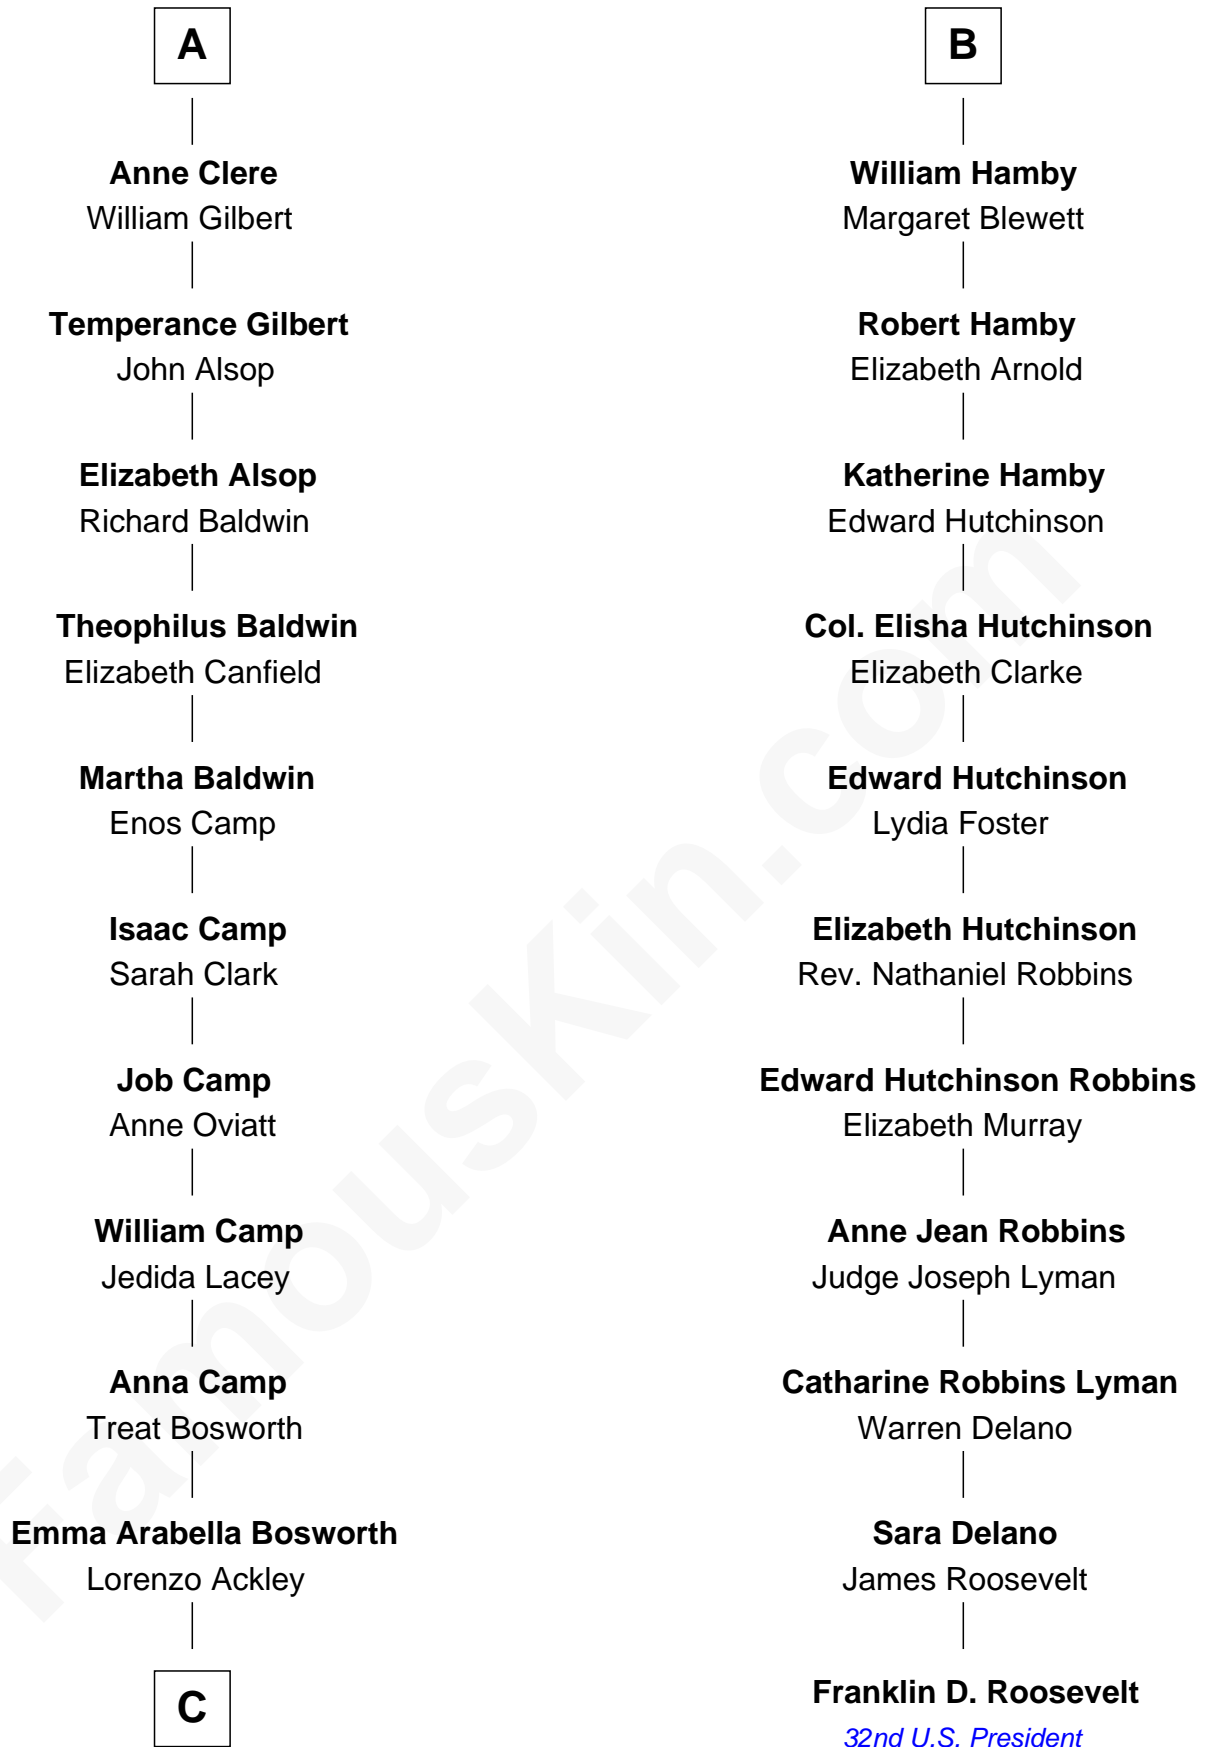 A
Anne Clere
William Gilbert
Temperance Gilbert
John Alsop
Elizabeth Alsop
Richard Baldwin
Theophilus Baldwin
Elizabeth Canfield
Martha Baldwin
Enos Camp
Isaac Camp
Sarah Clark
Job Camp
Anne Oviatt
William Camp
Jedida Lacey
Anna Camp
Treat Bosworth
Emma Arabella Bosworth
Lorenzo Ackley
C
B
William Hamby
Margaret Blewett
Robert Hamby
Elizabeth Arnold
Katherine Hamby
Edward Hutchinson
Col. Elisha Hutchinson
Elizabeth Clarke
Edward Hutchinson
Lydia Foster
Elizabeth Hutchinson
Rev. Nathaniel Robbins
Edward Hutchinson Robbins
Elizabeth Murray
Anne Jean Robbins
Judge Joseph Lyman
Catharine Robbins Lyman
Warren Delano
Sara Delano
James Roosevelt
Franklin D. Roosevelt
32nd U.S. President
FamousKin.com